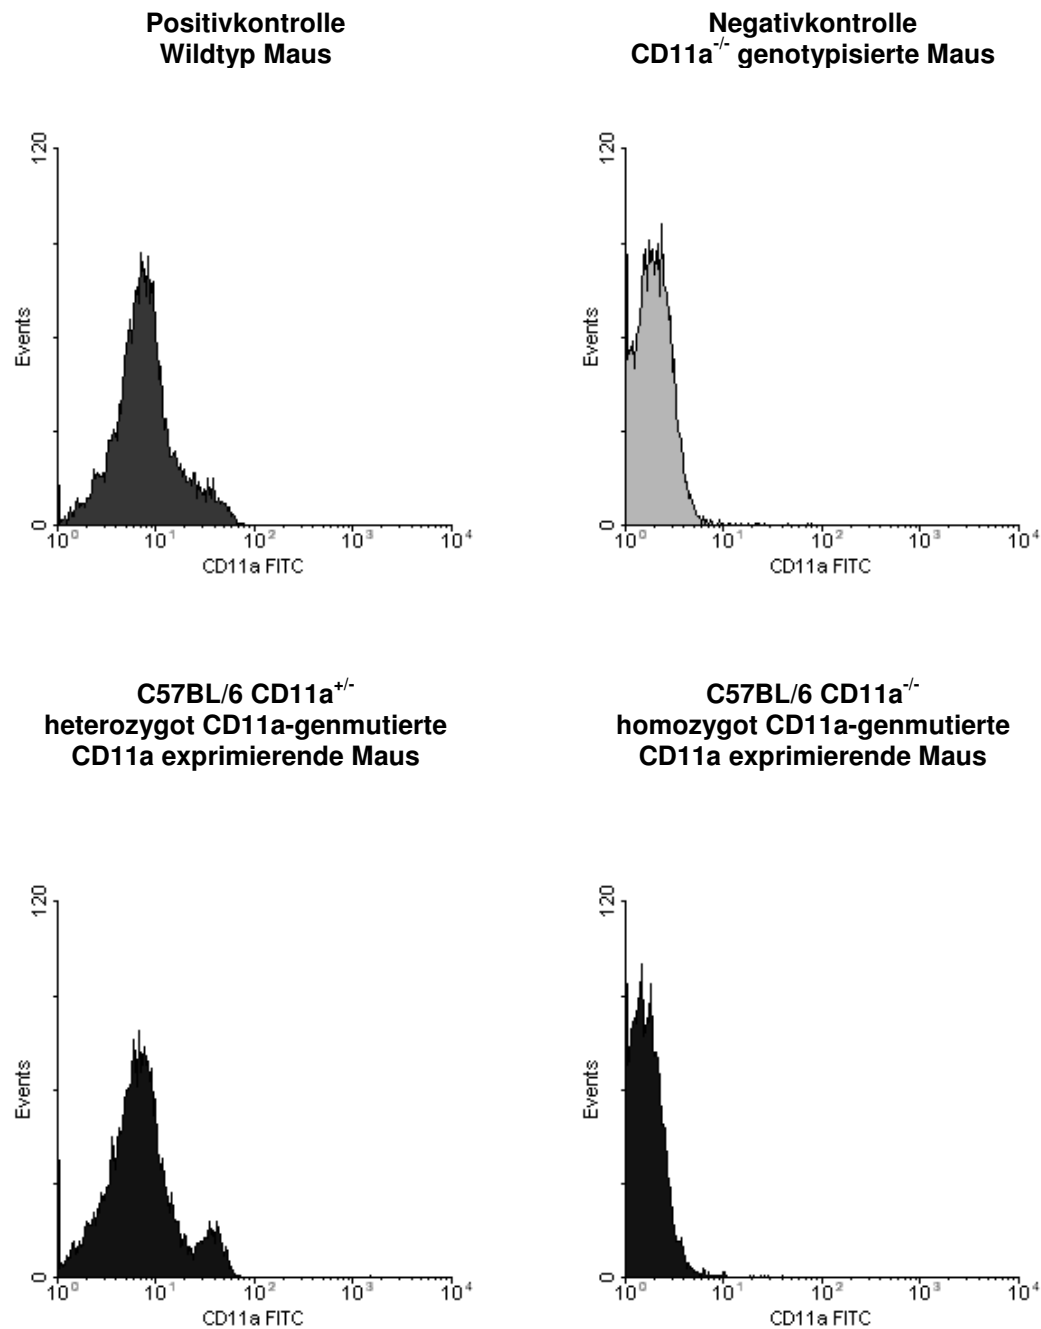 Positivkontrolle
Wildtyp Maus
Negativkontrolle
CD11a-/- genotypisierte Maus
120
Events
0
10⁰ 10¹ 10² 10³ 10⁴
CD11a FITC
120
Events
0
10⁰ 10¹ 10² 10³ 10⁴
CD11a FITC
C57BL/6 CD11a+/-
heterozygot CD11a-genmutierte
CD11a exprimierende Maus
C57BL/6 CD11a-/-
homozygot CD11a-genmutierte
CD11a exprimierende Maus
120
Events
0
10⁰ 10¹ 10² 10³ 10⁴
CD11a FITC
120
Events
0
10⁰ 10¹ 10² 10³ 10⁴
CD11a FITC